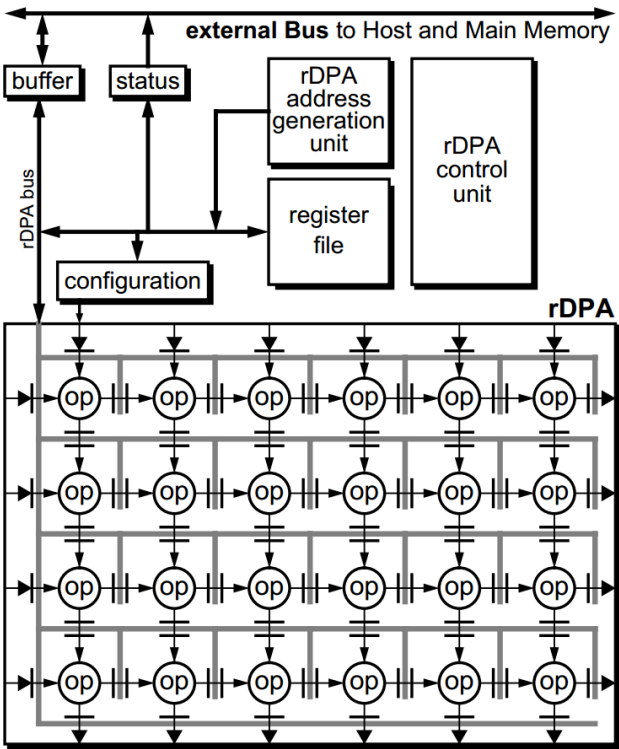 external Bus to Host and Main Memory
buffer
status
rDPA
address
generation
unit
rDPA
control
unit
rDPA bus
register
file
configuration
rDPA
op op op op op op
op op op op op op
op op op op op op
op op op op op op